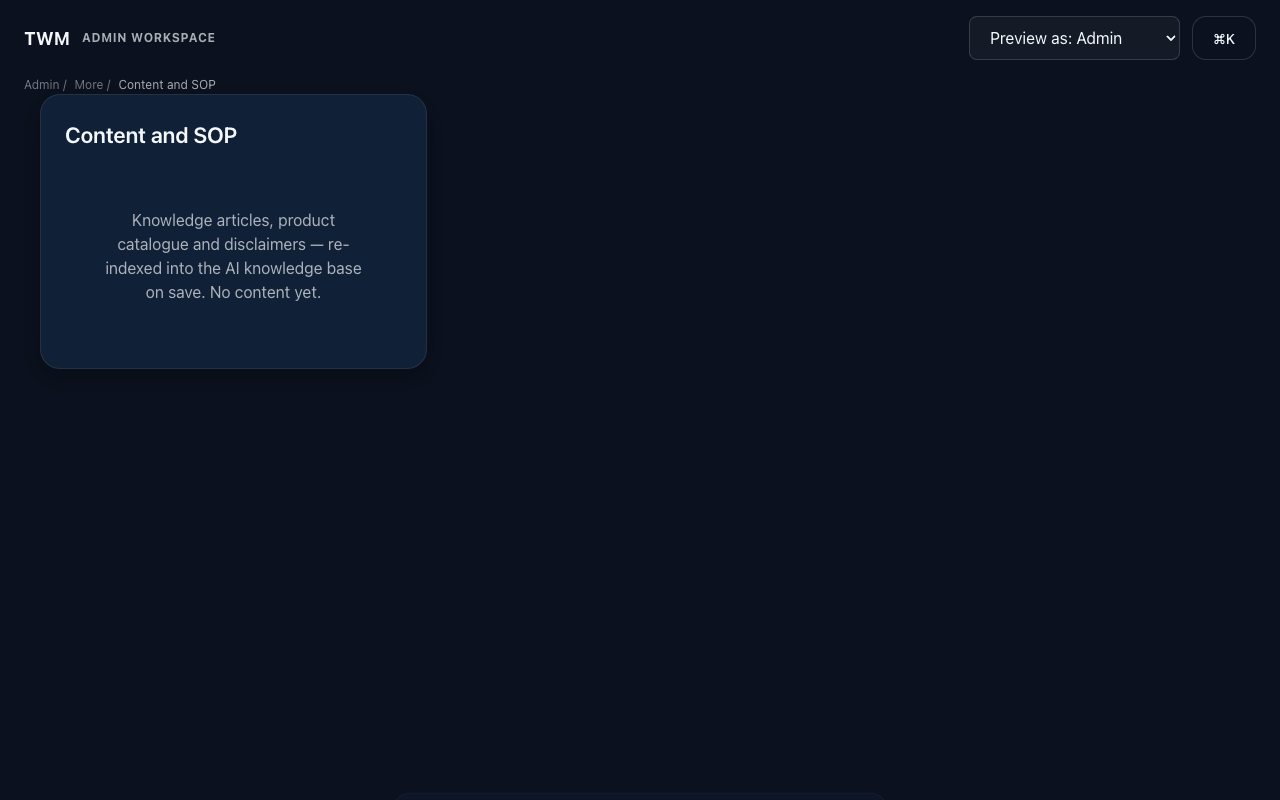 TWM ADMIN WORKSPACE
Preview as: Admin
⌘K
Admin / More / Content and SOP
Content and SOP
Knowledge articles, product
catalogue and disclaimers — re-
indexed into the AI knowledge base
on save. No content yet.